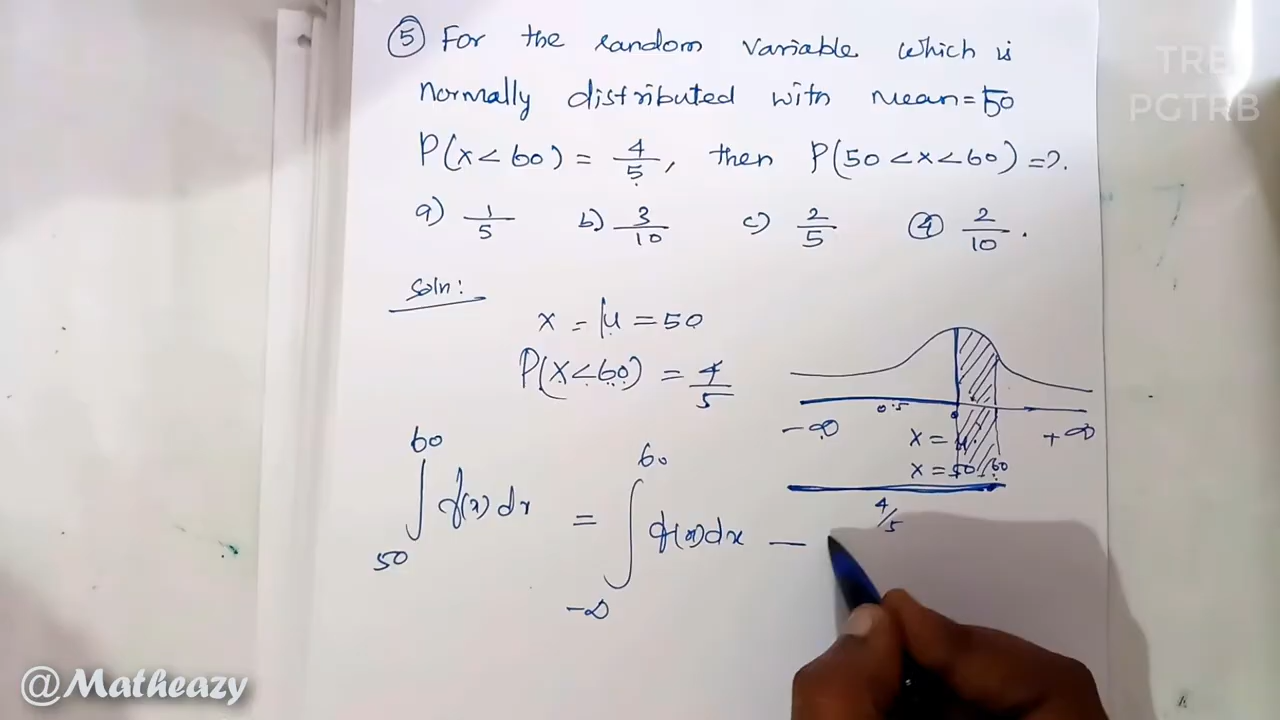 ⑤ For the random variable which is
normally distributed with mean=50
P(x<60) = 4/5, then P(50<x<60)=?.
a) 1/5 b) 3/10 c) 2/5 ④ 2/10.
Soln:
x = μ = 50
P(x<60) = 4/5
0.5
-∞ x = μ +∞
x = 50 60
4/5
∫_{50}^{60} f(x) dx = ∫_{-∞}^{60} f(x) dx —
TREE
PGTRB
@Matheazy